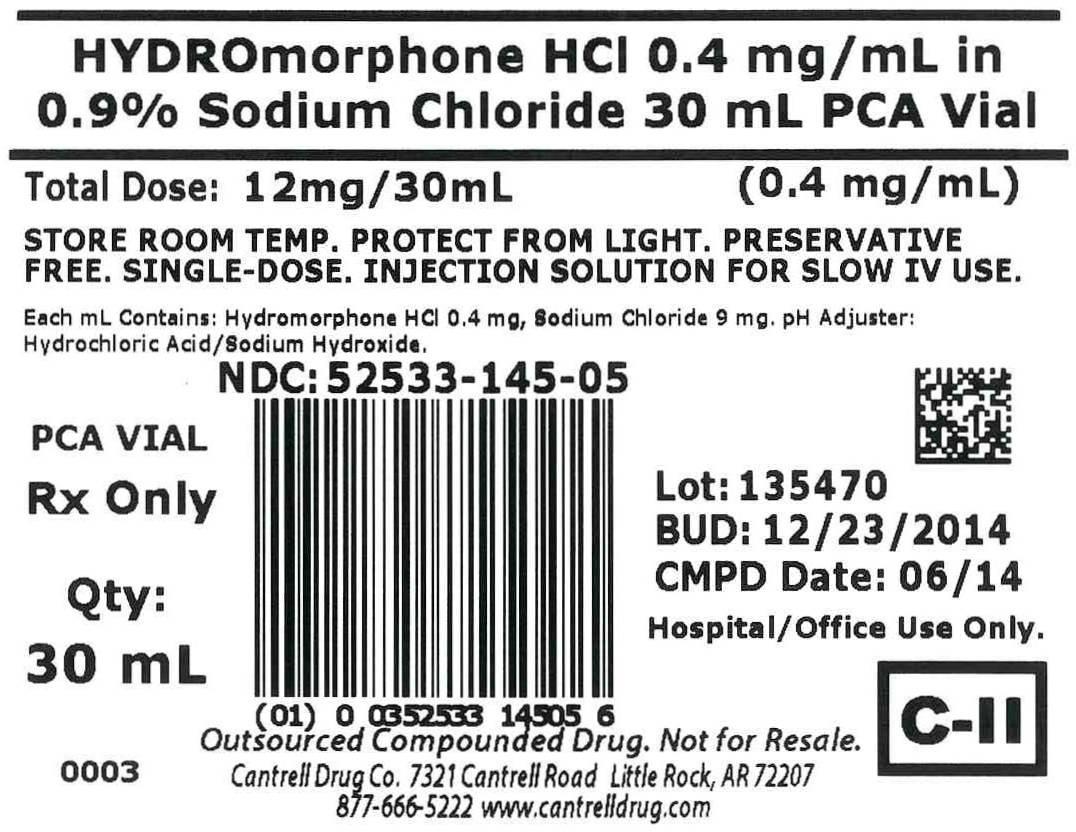 HYDROmorphone HCl 0.4 mg/mL in
0.9% Sodium Chloride 30 mL PCA Vial
Total Dose: 12mg/30mL (0.4 mg/mL)
STORE ROOM TEMP. PROTECT FROM LIGHT. PRESERVATIVE
FREE. SINGLE-DOSE. INJECTION SOLUTION FOR SLOW IV USE.
Each mL Contains: Hydromorphone HCl 0.4 mg, Sodium Chloride 9 mg. pH Adjuster:
Hydrochloric Acid/Sodium Hydroxide.
NDC: 52533-145-05
PCA VIAL
Rx Only
Qty:
30 mL
0003
(01) 0 0352533 14505 6
Lot: 135470
BUD: 12/23/2014
CMPD Date: 06/14
Hospital/Office Use Only.
C-II
Outsourced Compounded Drug. Not for Resale.
Cantrell Drug Co. 7321 Cantrell Road Little Rock, AR 72207
877-666-5222 www.cantrelldrug.com